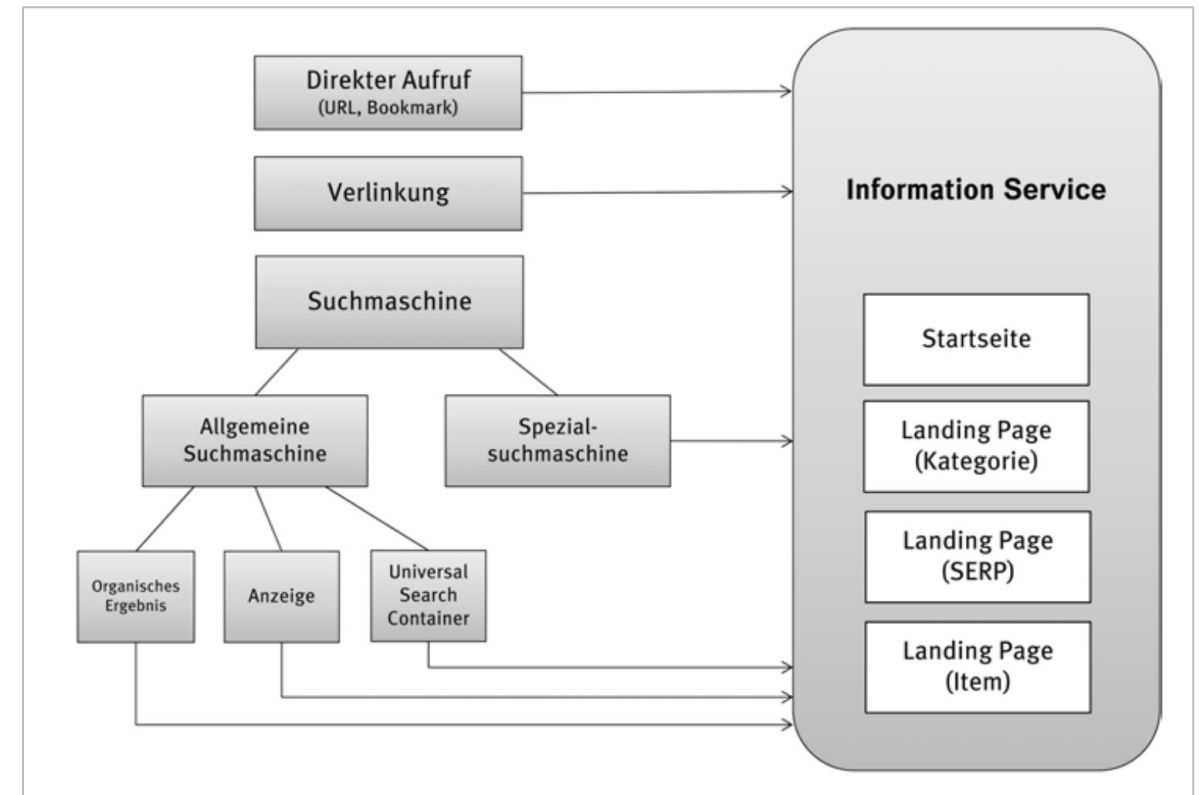 Direkter Aufruf
(URL, Bookmark)
Verlinkung
Suchmaschine
Allgemeine
Suchmaschine
Spezial-
suchmaschine
Organisches
Ergebnis
Anzeige
Universal
Search
Container
Information Service
Startseite
Landing Page
(Kategorie)
Landing Page
(SERP)
Landing Page
(Item)